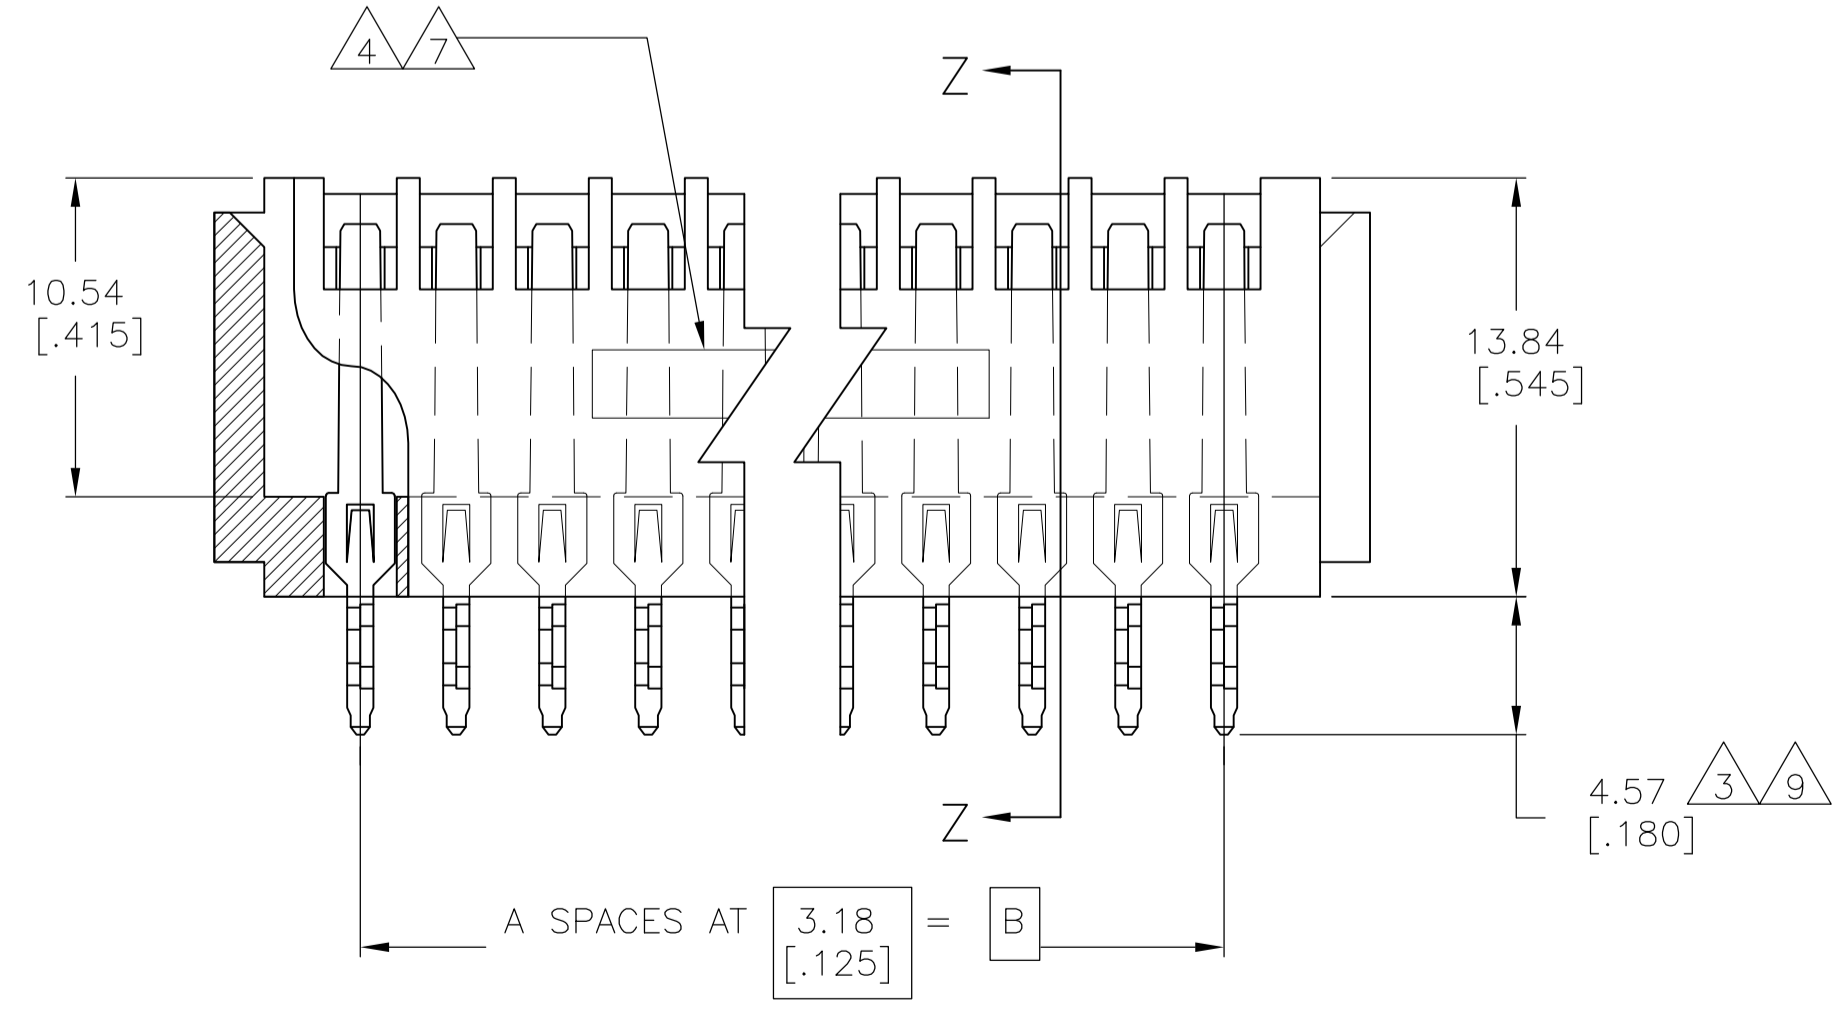 4 7
Z
10.54
[.415]
13.84
[.545]
4.57 3 9
[.180]
Z
A SPACES AT 3.18 = B
[.125]